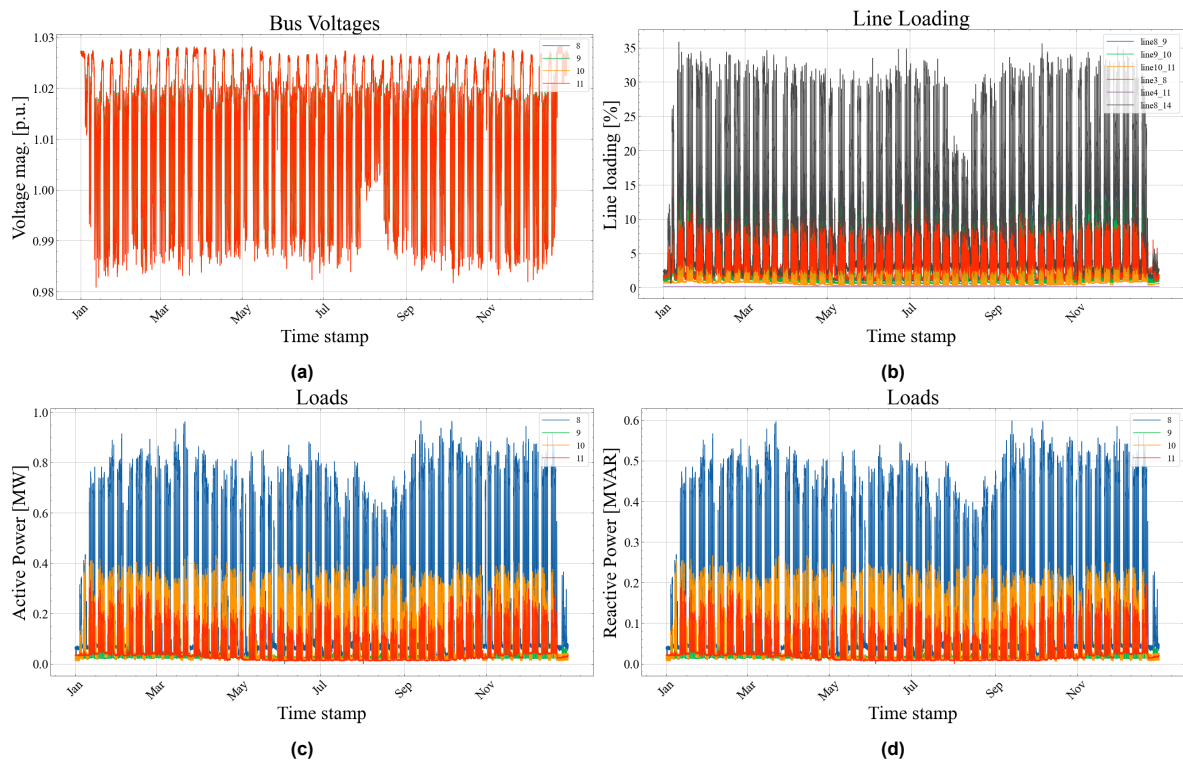 Bus Voltages
1.03
1.02
1.01
1.00
0.99
0.98
Voltage mag. [p.u.]
8
9
10
11
Jan
Mar
May
Jul
Sep
Nov
Time stamp
(a)
Line Loading
35
30
25
20
15
10
5
0
Line loading [%]
line8_9
line9_10
line10_11
line3_8
line4_11
line8_14
Jan
Mar
May
Jul
Sep
Nov
Time stamp
(b)
Loads
1.0
0.8
0.6
0.4
0.2
0.0
Active Power [MW]
8
9
10
11
Jan
Mar
May
Jul
Sep
Nov
Time stamp
(c)
Loads
0.6
0.5
0.4
0.3
0.2
0.1
0.0
Reactive Power [MVAR]
8
9
10
11
Jan
Mar
May
Jul
Sep
Nov
Time stamp
(d)